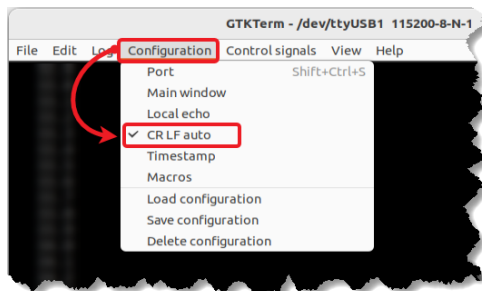 GTKTerm - /dev/ttyUSB1 115200-8-N-1
File Edit Log Configuration Control signals View Help
Port Shift+Ctrl+S
Main window
Local echo
CR LF auto
Timestamp
Macros
Load configuration
Save configuration
Delete configuration